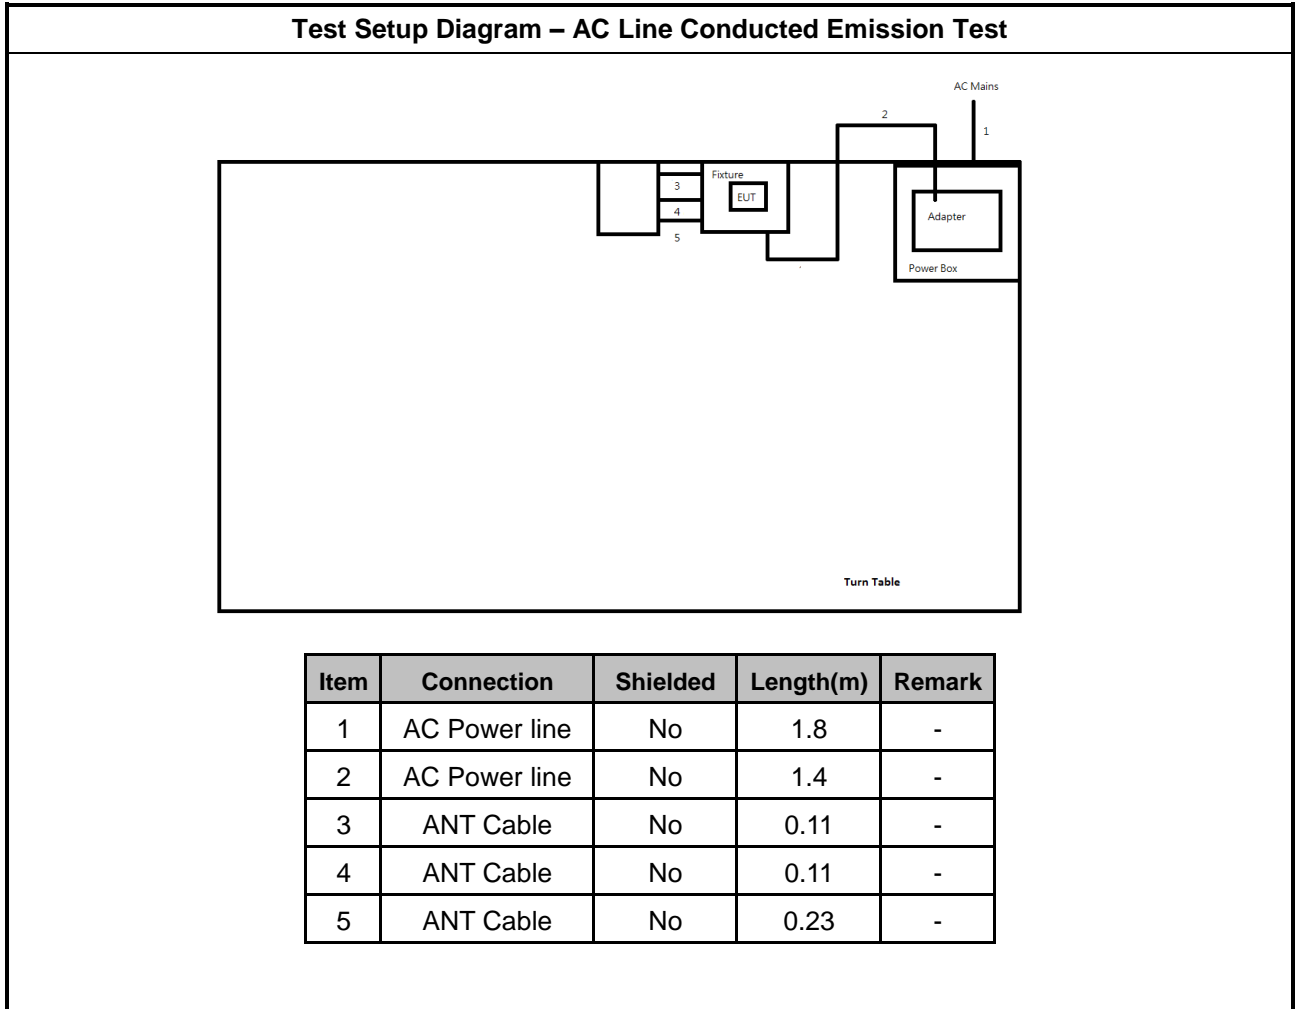 Test Setup Diagram – AC Line Conducted Emission Test
AC Mains
2
1
Fixture
3
EUT
4
Adapter
5
Power Box
Turn Table
Item Connection Shielded Length(m) Remark
1 AC Power line No 1.8 -
2 AC Power line No 1.4 -
3 ANT Cable No 0.11 -
4 ANT Cable No 0.11 -
5 ANT Cable No 0.23 -